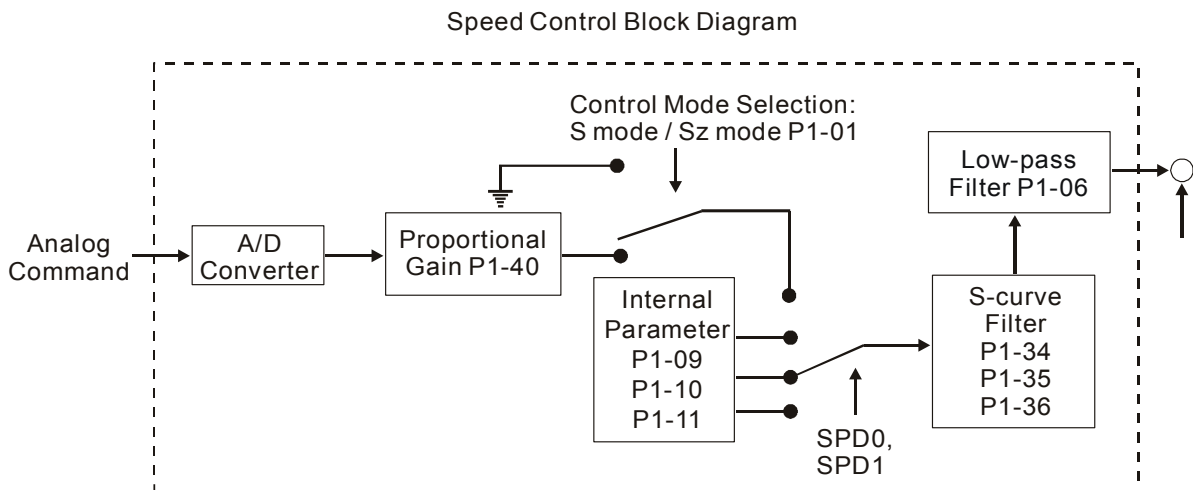 Speed Control Block Diagram
Control Mode Selection:
S mode / Sz mode P1-01
Analog
Command
A/D
Converter
Proportional
Gain P1-40
Internal
Parameter
P1-09
P1-10
P1-11
SPD0,
SPD1
S-curve
Filter
P1-34
P1-35
P1-36
Low-pass
Filter P1-06